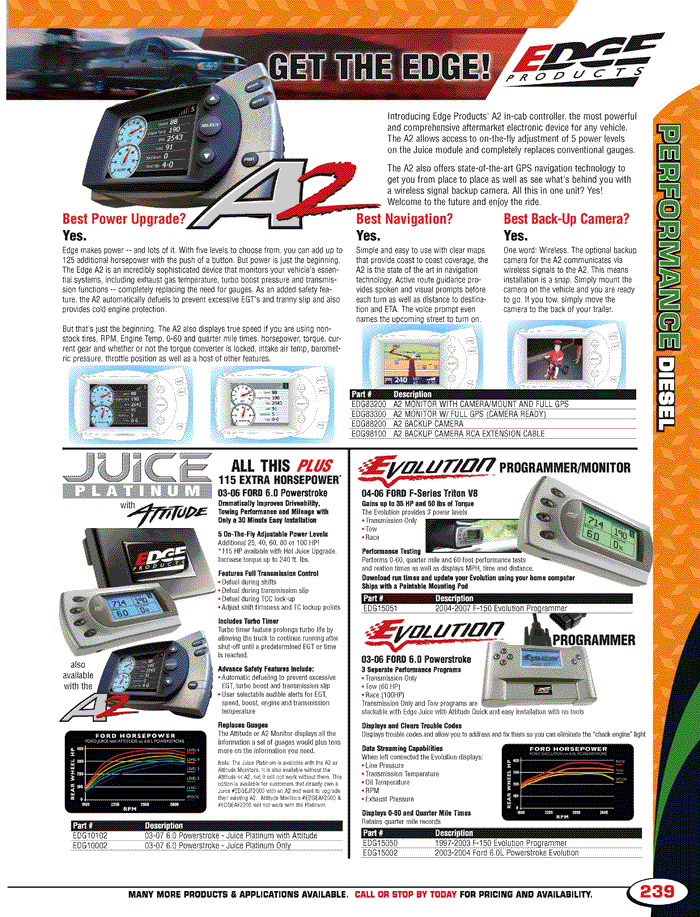 GET THE EDGE!
EDGE
PRODUCTS
Introducing Edge Products' A2 in-cab controller, the most powerful
and comprehensive aftermarket electronic device for any vehicle.
The A2 allows access to on-the-fly adjustment of 5 power levels
on the Juice module and completely replaces conventional gauges.
The A2 also offers state-of-the-art GPS navigation technology to
get you from place to place as well as see what's behind you with
a wireless signal backup camera. All this in one unit? Yes!
Welcome to the future and enjoy the ride.
A2
PERFORMANCE DIESEL
Best Power Upgrade?
Yes.
Edge makes power -- and lots of it. With five levels to choose from, you can add up to
125 additional horsepower with the push of a button. But power is just the beginning.
The Edge A2 is an incredibly sophisticated device that monitors your vehicle's essen-
tial systems, including exhaust gas temperature, turbo boost pressure and transmis-
sion functions -- completely replacing the need for gauges. As an added safety fea-
ture, the A2 automatically defuels to prevent excessive EGT's and tranny slip and also
provides cold engine protection.
But that's just the beginning. The A2 also displays true speed if you are using non-
stock tires, RPM, Engine Temp, 0-60 and quarter mile times, horsepower, torque, cur-
rent gear and whether or not the torque converter is locked, intake air temp, baromet-
ric pressure, throttle position as well as a host of other features.
Best Navigation?
Yes.
Simple and easy to use with clear maps
that provide coast to coast coverage, the
A2 is the state of the art in navigation
technology. Active route guidance pro-
vides spoken and visual prompts before
each turn as well as distance to destina-
tion and ETA. The voice prompt even
names the upcoming street to turn on.
Best Back-Up Camera?
Yes.
One word: Wireless. The optional backup
camera for the A2 communicates via
wireless signals to the A2. This means
installation is a snap. Simply mount the
camera on the vehicle and you are ready
to go. If you tow, simply move the
camera to the back of your trailer.
Part # Description
EDG83200 A2 MONITOR WITH CAMERA/MOUNT AND FULL GPS
EDG83300 A2 MONITOR W/ FULL GPS (CAMERA READY)
EDG88200 A2 BACKUP CAMERA
EDG98100 A2 BACKUP CAMERA RCA EXTENSION CABLE
JUICE
PLATINUM
with ATTITUDE
also
available
with the
A2
ALL THIS PLUS
115 EXTRA HORSEPOWER*
03-06 FORD 6.0 Powerstroke
Dramatically Improves Driveability,
Towing Performance and Mileage with
Only a 30 Minute Easy Installation
5 On-The-Fly Adjustable Power Levels
Additional 25, 40, 60, 80 or 100 HP!
*115 HP available with Hot Juice Upgrade.
Increase torque up to 240 ft. lbs.
Features Full Transmission Control
• Defuel during shifts
• Defuel during transmission slip
• Defuel during TCC lock-up
• Adjust shift firmness and TC lockup points
Includes Turbo Timer
Turbo timer feature prolongs turbo life by
allowing the truck to continue running after
shut-off until a predetermined EGT or time
is reached.
Advance Safety Features Include:
• Automatic defueling to prevent excessive
EGT, turbo boost and transmission slip
• User selectable audible alerts for EGT,
speed, boost, engine and transmission
temperature
Replaces Guages
The Attitude or A2 Monitor displays all the
information a set of gauges would plus tons
more on the information you need.
Note: The Juice Platinum is available with the A2 or
Attitude Monitors. It is also available without the
Attitude or A2, but it will not work without them. This
option is available for customers that already own a
FORD HORSEPOWER
REAR WHEEL HP
RPM
Part # Description
EDG10102 03-07 6.0 Powerstroke - Juice Platinum with Attitude
EDG10002 03-07 6.0 Powerstroke - Juice Platinum Only
EVOLUTION PROGRAMMER/MONITOR
04-06 FORD F-Series Triton V8
Gains up to 35 HP and 50 lbs of Torque
The Evolution provides 3 power levels
• Transmission Only
• Tow
• Race
Performance Testing
Performs 0-60, quarter mile and 60 foot performance tests
and reation times as well as displays MPH, time and distance.
Download run times and update your Evolution using your home computer
Ships with a Paintable Mounting Pod
Part # Description
EDG15051 2004-2007 F-150 Evolution Programmer
EVOLUTION PROGRAMMER
03-06 FORD 6.0 Powerstroke
3 Seperate Performance Programs
• Transmission Only
• Tow (60 HP)
• Race (100HP)
Transmission Only and Tow programs are
stackable with Edge Juice with Attitude Quick and easy installation with no tools
Displays and Clears Trouble Codes
Displays trouble codes and allow you to address and fix them so you can eliminate the "check engine" light
Data Streaming Capabilities
When left connected the Evolution displays:
• Line Pressure
• Transmission Temperature
• Oil Temperature
• RPM
• Exhaust Pressure
Displays 0-60 and Quarter Mile Times
Retains quarter mile records
FORD HORSEPOWER
REAR WHEEL HP
RPM
Part # Description
EDG15050 1997-2003 F-150 Evolution Programmer
EDG15002 2003-2004 Ford 6.0L Powerstroke Evolution
MANY MORE PRODUCTS & APPLICATIONS AVAILABLE. CALL OR STOP BY TODAY FOR PRICING AND AVAILABILITY.
239